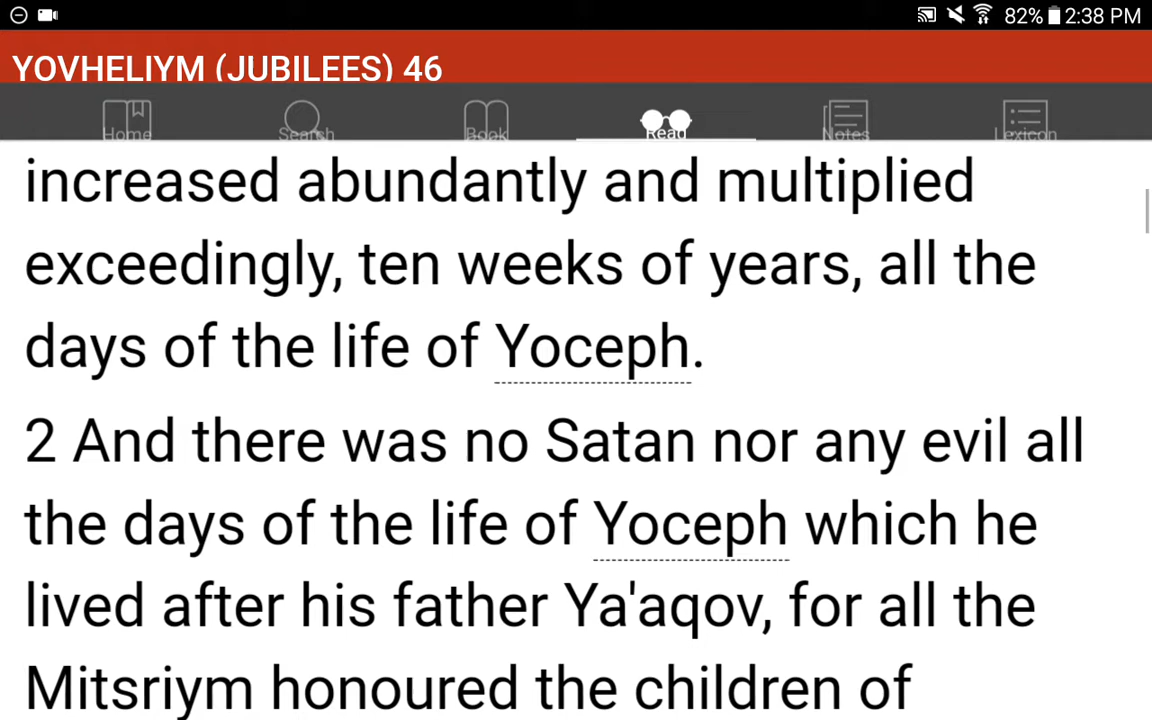 82% 2:38 PM
YOVHELIYM (JUBILEES) 46
Home Search Book Read Notes Lexicon
increased abundantly and multiplied
exceedingly, ten weeks of years, all the
days of the life of Yoceph.
2 And there was no Satan nor any evil all
the days of the life of Yoceph which he
lived after his father Ya'aqov, for all the
Mitsriym honoured the children of